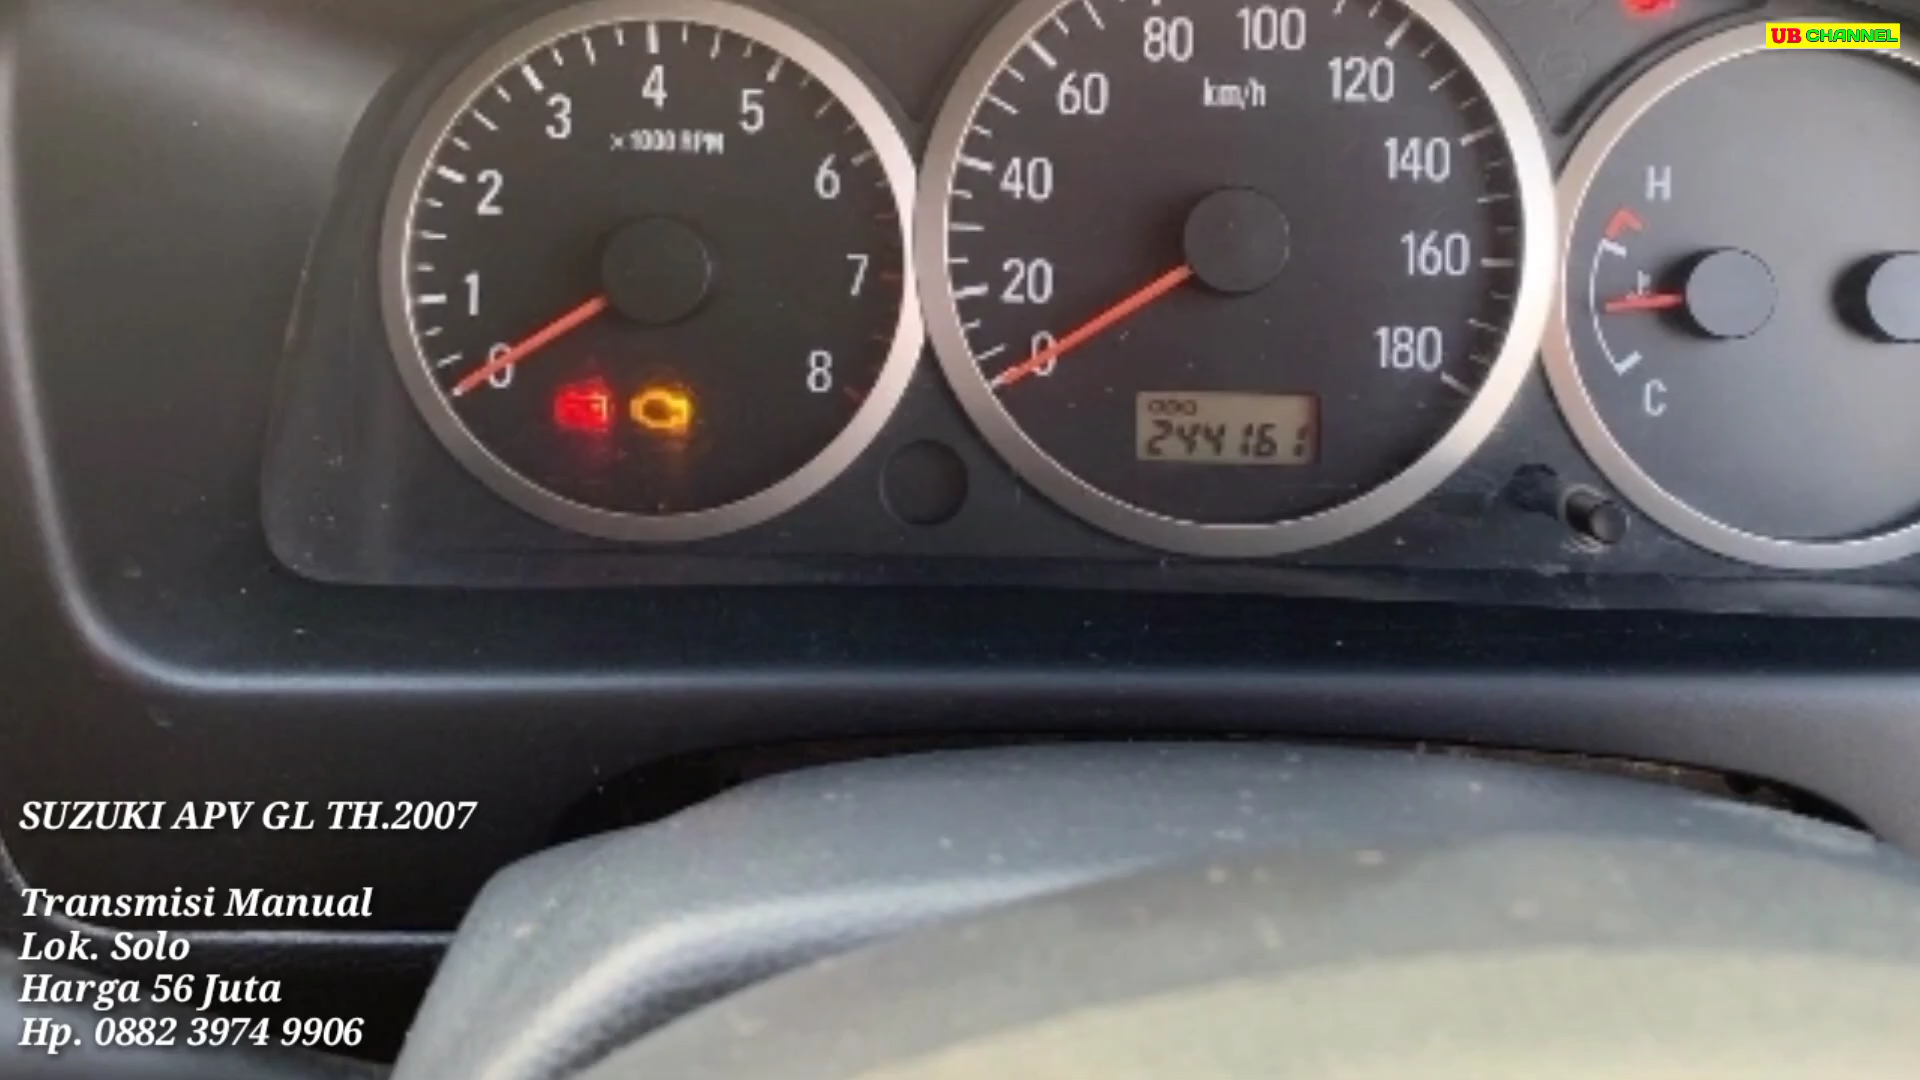 UB CHANNEL
4
3
5
×1000 RPM
2
6
1
7
0
8
80
100
60
km/h
120
40
140
20
160
0
180
ODO
244161
H
C
SUZUKI APV GL TH.2007
Transmisi Manual
Lok. Solo
Harga 56 Juta
Hp. 0882 3974 9906